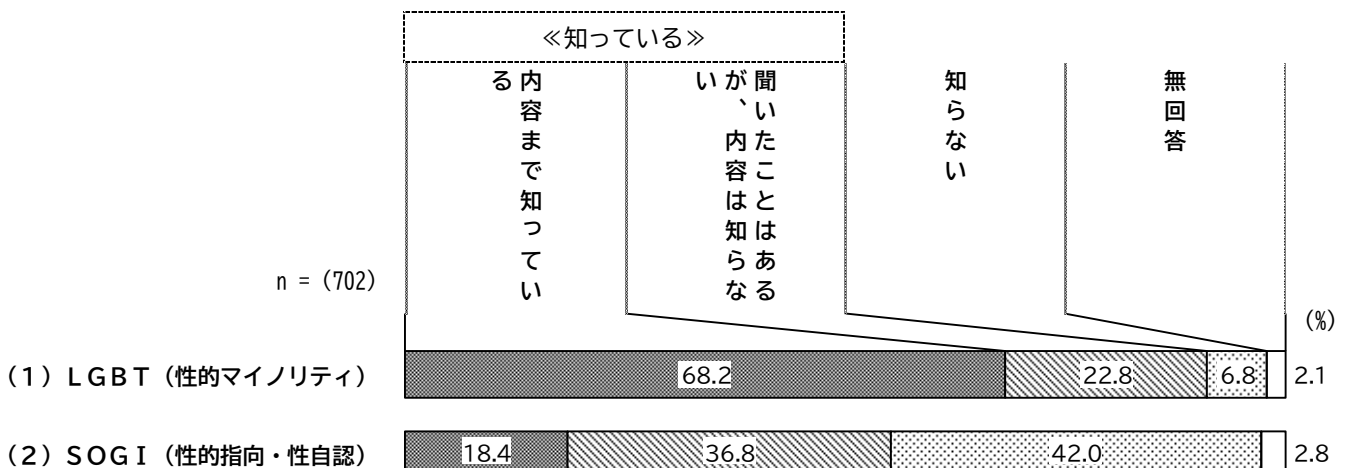 ≪知っている≫
内容まで知ってい
る
聞いたことはある
が、内容は知らな
い
知らない
無回答
n = (702)
(%)
(1) LGBT (性的マイノリティ)
68.2
22.8
6.8
2.1
(2) SOGI (性的指向・性自認)
18.4
36.8
42.0
2.8